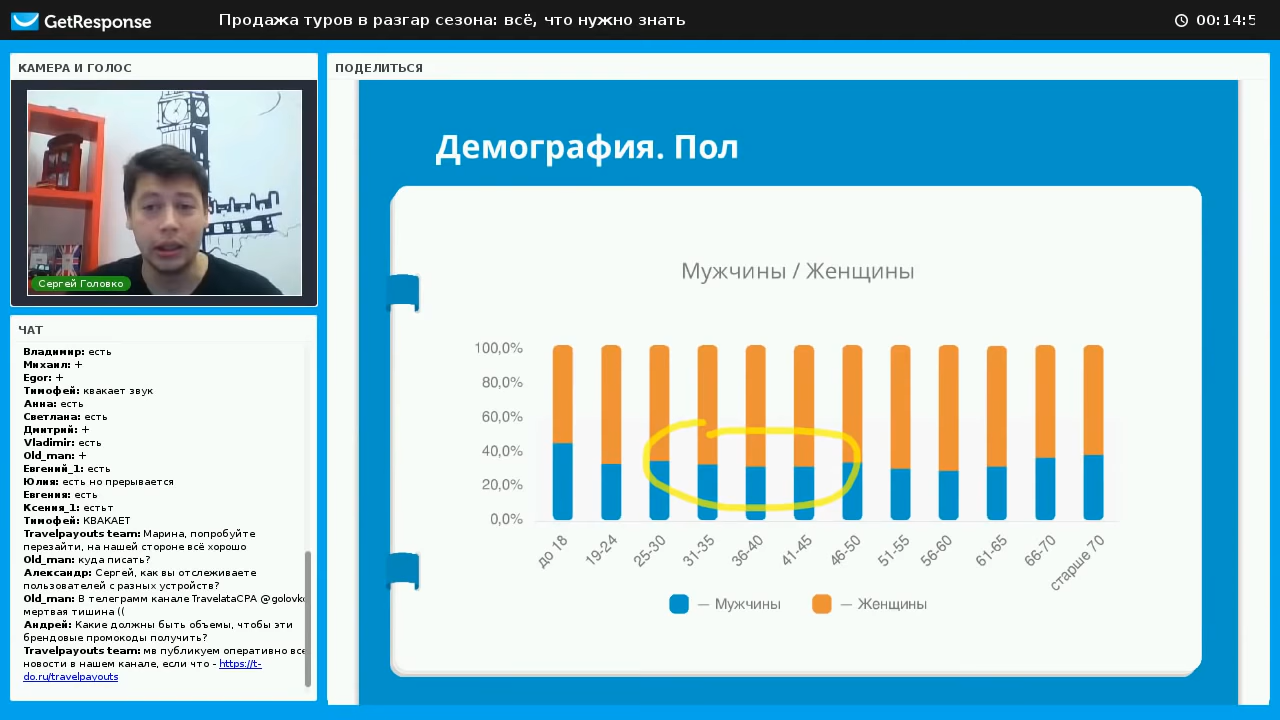 GetResponse
Продажа туров в разгар сезона: всё, что нужно знать
00:14:5
КАМЕРА И ГОЛОС
Сергей Головко
ЧАТ
Владимир: есть
Михаил: +
Egor: +
Тимофей: квакает звук
Анна: есть
Светлана: есть
Дмитрий: +
Vladimir: есть
Old_man: +
Евгений_1: есть
Юлия: есть но прерывается
Евгения: есть
Ксения_1: естьт
Тимофей: КВАКАЕТ
Travelpayouts team: Марина, попробуйте
перезайти, на нашей стороне всё хорошо
Old_man: куда писать?
Александр: Сергей, как вы отслеживаете
пользователей с разных устройств?
Old_man: В телеграмм канале TravelataCPA @golovko
мертвая тишина ((
Андрей: Какие должны быть объемы, чтобы эти
брендовые промокоды получить?
Travelpayouts team: мв публикуем оперативно все
новости в нашем канале, если что - https://t-
do.ru/travelpayouts
ПОДЕЛИТЬСЯ
Демография. Пол
Мужчины / Женщины
100,0%
80,0%
60,0%
40,0%
20,0%
0,0%
до 18
19-24
25-30
31-35
36-40
41-45
46-50
51-55
56-60
61-65
66-70
старше 70
— Мужчины
— Женщины